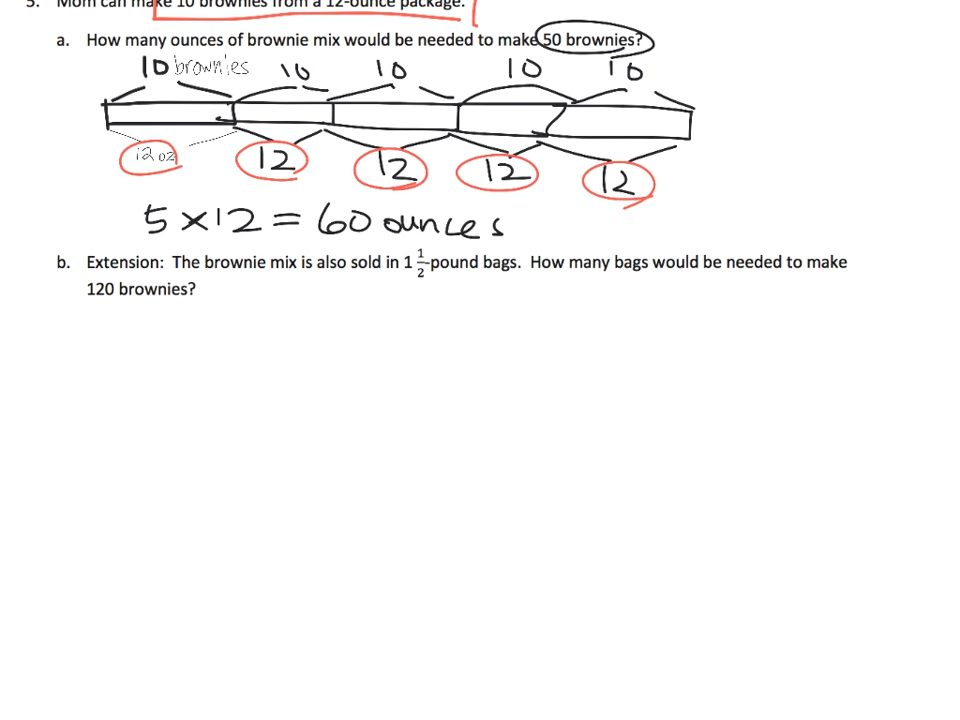 5. Mom can make 10 brownies from a 12-ounce package.
a. How many ounces of brownie mix would be needed to make 50 brownies?
10 brownies 10 10 10 10
12 oz 12 12 12 12
5 × 12 = 60 ounces
b. Extension: The brownie mix is also sold in 1 1/2-pound bags. How many bags would be needed to make
120 brownies?